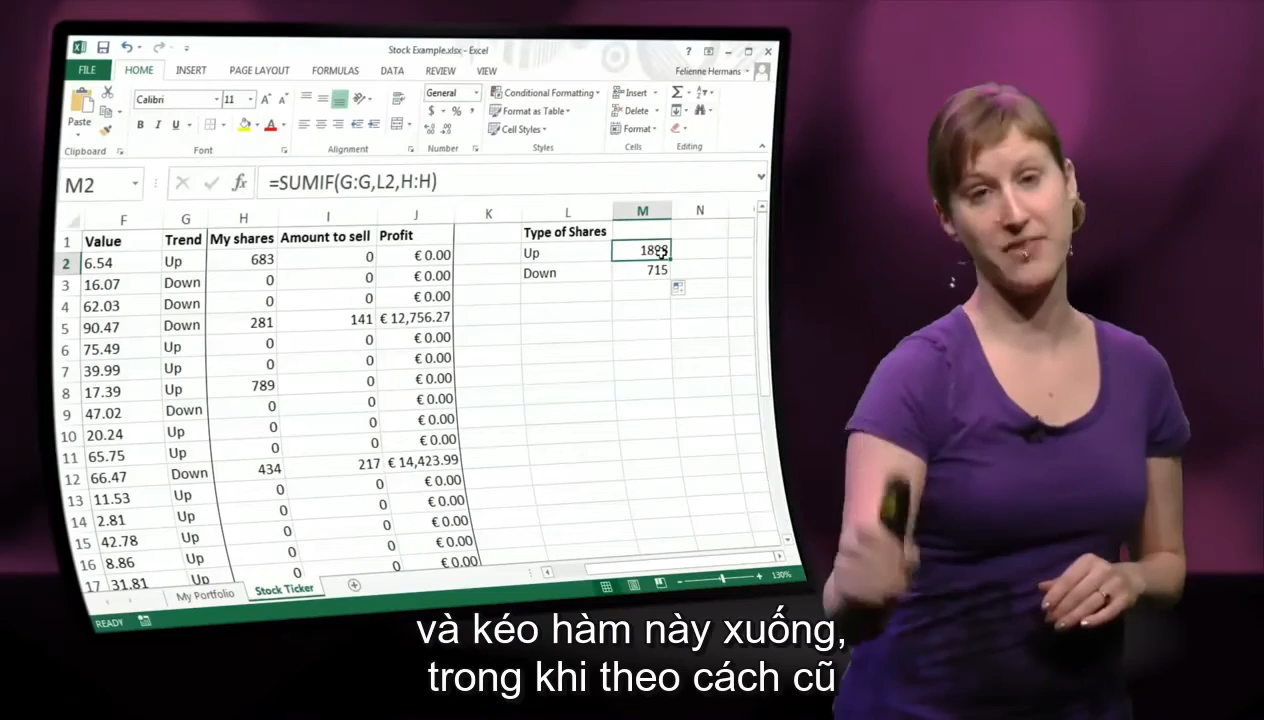 Stock Example.xlsx - Excel
FILE HOME INSERT PAGE LAYOUT FORMULAS DATA REVIEW VIEW Felienne Hermans
Calibri 11 General Conditional Formatting Insert
Paste Format as Table Delete
B I U $ % , Cell Styles Format
Clipboard Font Alignment Number Styles Cells Editing
M2 fx =SUMIF(G:G,L2,H:H)
F G H I J K L M N
1 Value Trend My shares Amount to sell Profit Type of Shares
2 6.54 Up 683 0 € 0.00 Up
3 16.07 Down 0 0 € 0.00 Down 715
4 62.03 Down 0 0 € 0.00
5 90.47 Down 281 141 € 12,756.27
6 75.49 Up 0 0 € 0.00
7 39.99 Up 0 0 € 0.00
8 17.39 Up 789 0 € 0.00
9 47.02 Down 0 0 € 0.00
10 20.24 Up 0 0 € 0.00
11 65.75 Up 0 0 € 0.00
12 66.47 Down 434 217 € 14,423.99
13 11.53 Up 0 0 € 0.00
14 2.81 Up 0 0 € 0.00
15 42.78 Up 0 0 € 0.00
16 8.86 Up 0 0 € 0.00
17 31.81 Up 0 0 € 0.00
My Portfolio Stock Ticker
READY 130%
và kéo hàm này xuống,
trong khi theo cách cũ